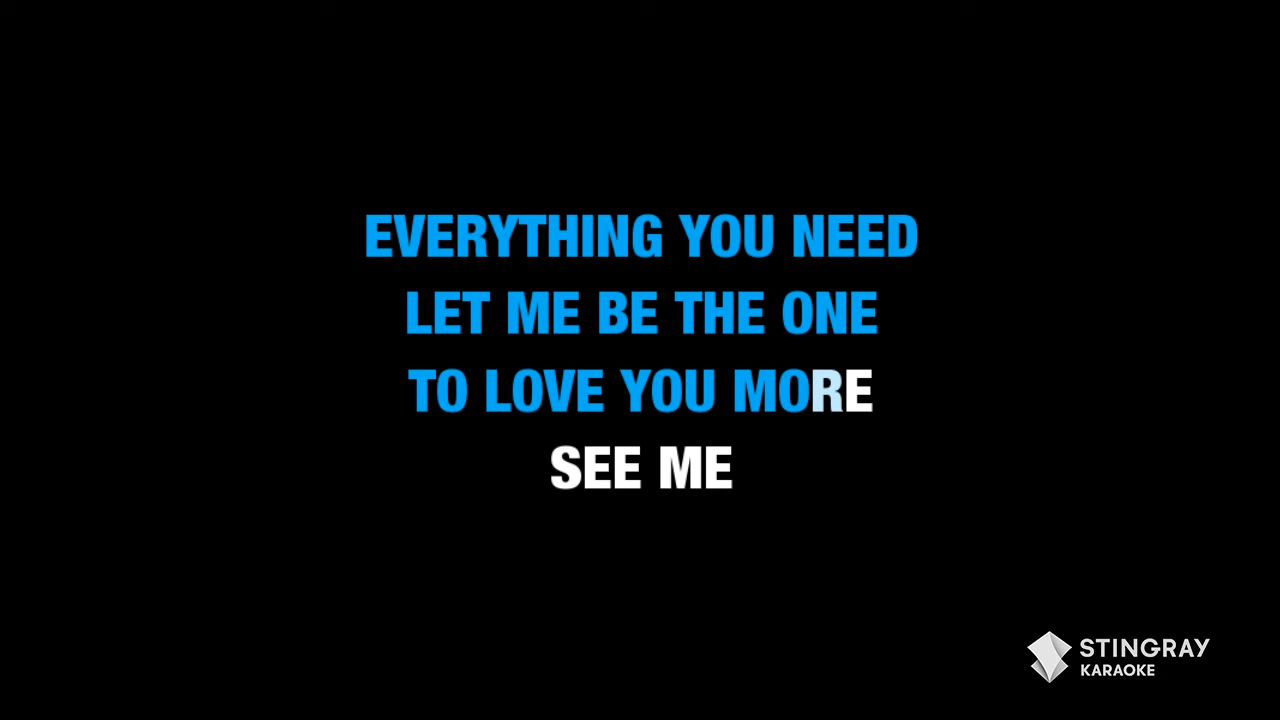 EVERYTHING YOU NEED
LET ME BE THE ONE
TO LOVE YOU MORE
SEE ME
STINGRAY
KARAOKE